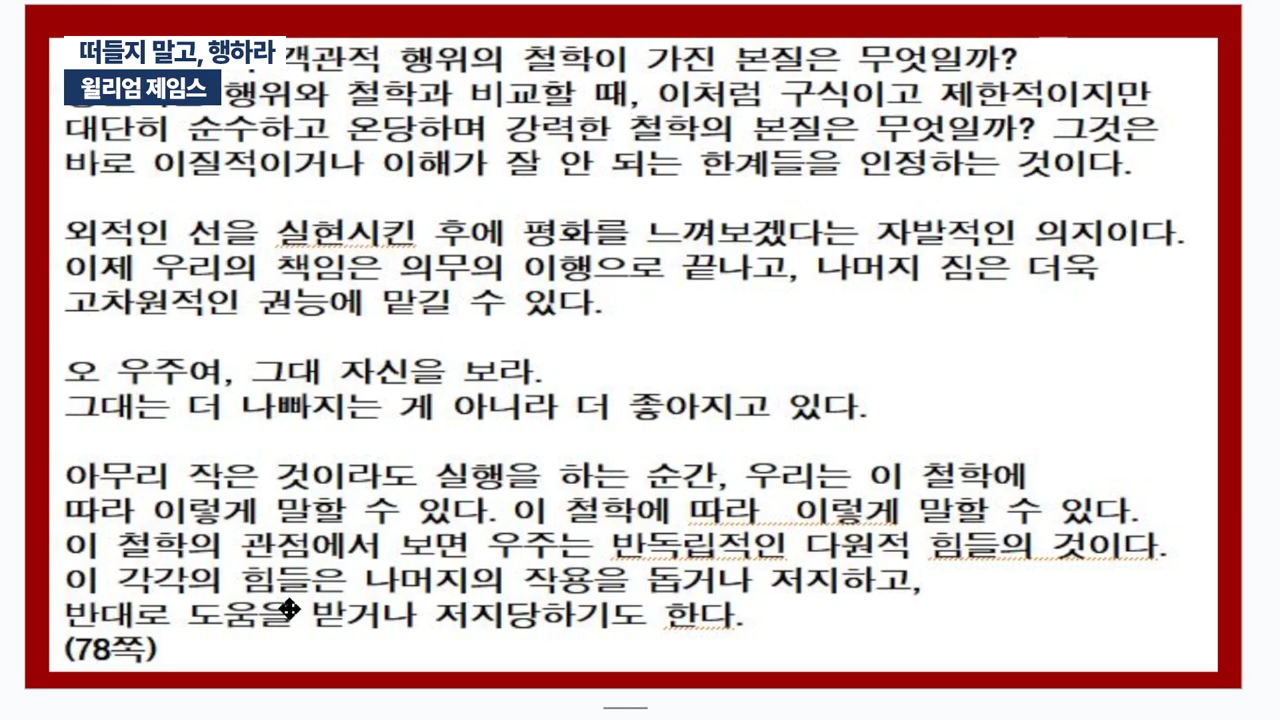 떠들지 말고, 행하라
윌리엄 제임스
객관적 행위의 철학이 가진 본질은 무엇일까?
행위와 철학과 비교할 때, 이처럼 구식이고 제한적이지만
대단히 순수하고 온당하며 강력한 철학의 본질은 무엇일까? 그것은
바로 이질적이거나 이해가 잘 안 되는 한계들을 인정하는 것이다.
외적인 선을 실현시킨 후에 평화를 느껴보겠다는 자발적인 의지이다.
이제 우리의 책임은 의무의 이행으로 끝나고, 나머지 짐은 더욱
고차원적인 권능에 맡길 수 있다.
오 우주여, 그대 자신을 보라.
그대는 더 나빠지는 게 아니라 더 좋아지고 있다.
아무리 작은 것이라도 실행을 하는 순간, 우리는 이 철학에
따라 이렇게 말할 수 있다. 이 철학에 따라 이렇게 말할 수 있다.
이 철학의 관점에서 보면 우주는 반독립적인 다원적 힘들의 것이다.
이 각각의 힘들은 나머지의 작용을 돕거나 저지하고,
반대로 도움을 받거나 저지당하기도 한다.
(78쪽)